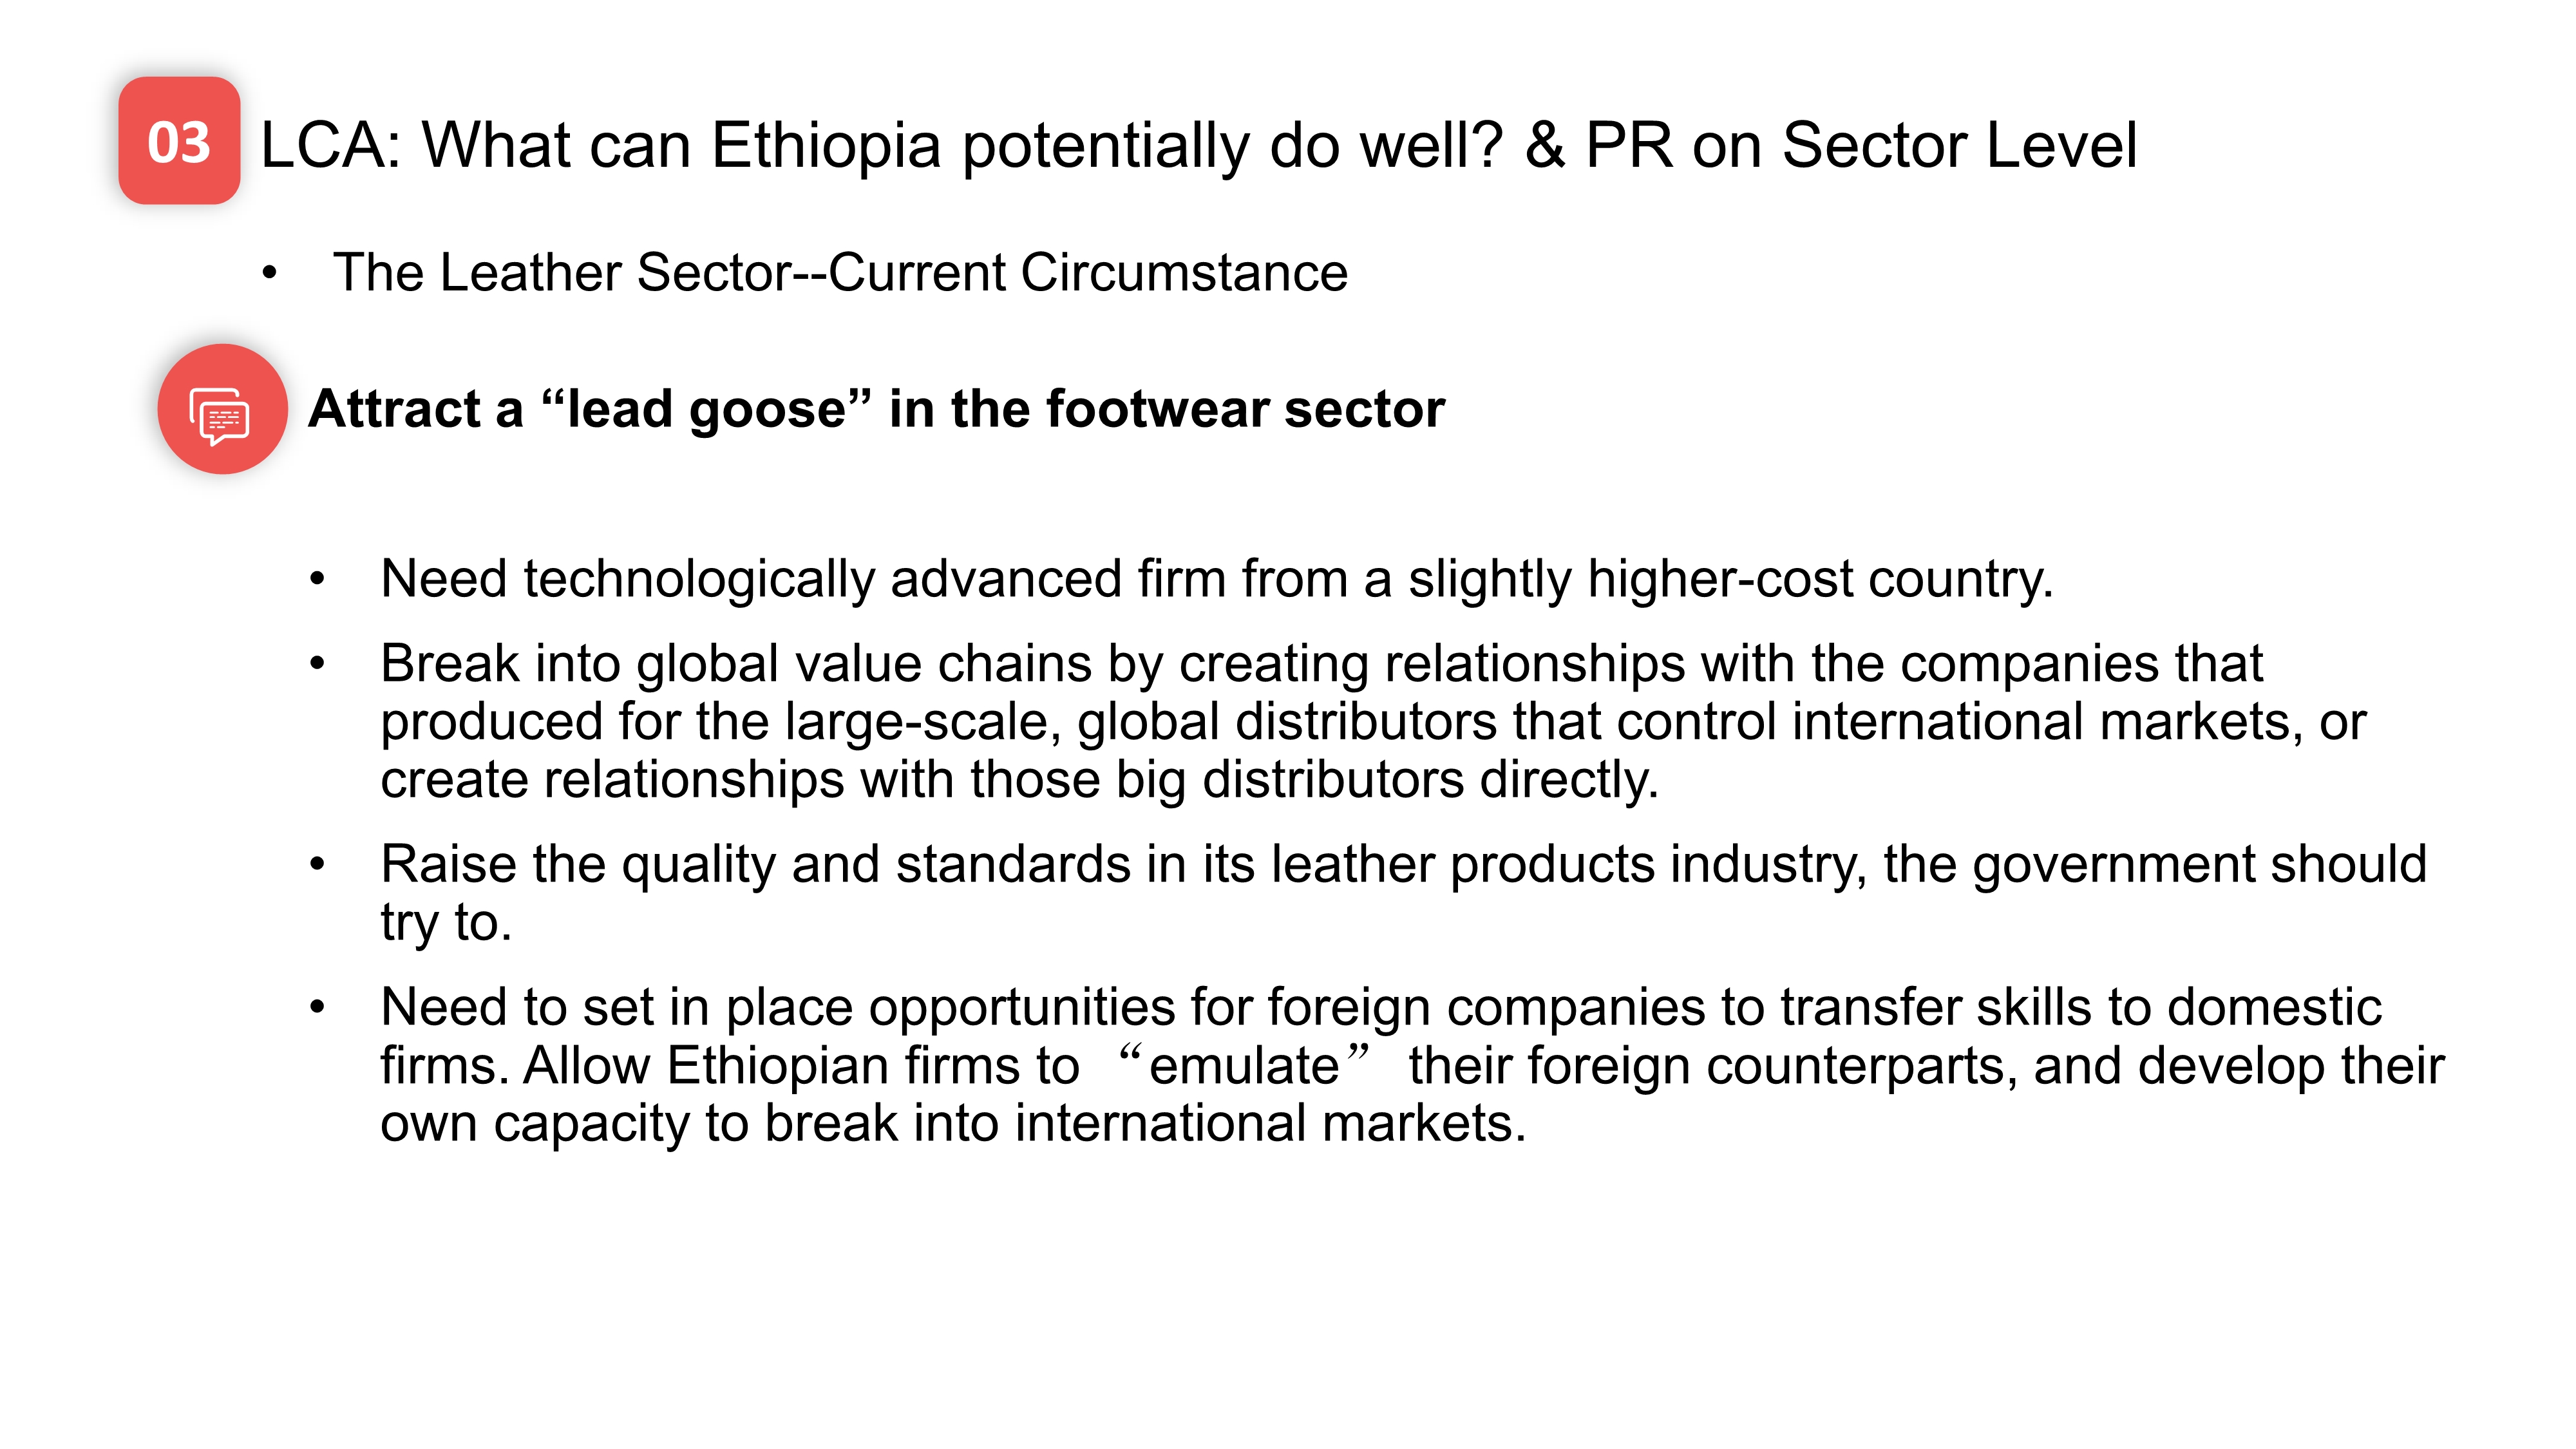 03
LCA: What can Ethiopia potentially do well? & PR on Sector Level
• The Leather Sector--Current Circumstance
Attract a “lead goose” in the footwear sector
• Need technologically advanced firm from a slightly higher-cost country.
• Break into global value chains by creating relationships with the companies that
produced for the large-scale, global distributors that control international markets, or
create relationships with those big distributors directly.
• Raise the quality and standards in its leather products industry, the government should
try to.
• Need to set in place opportunities for foreign companies to transfer skills to domestic
firms. Allow Ethiopian firms to “emulate” their foreign counterparts, and develop their
own capacity to break into international markets.